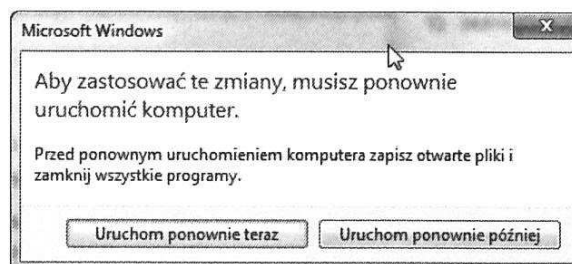 Microsoft Windows
Aby zastosować te zmiany, musisz ponownie
uruchomić komputer.
Przed ponownym uruchomieniem komputera zapisz otwarte pliki i
zamknij wszystkie programy.
Uruchom ponownie teraz
Uruchom ponownie później